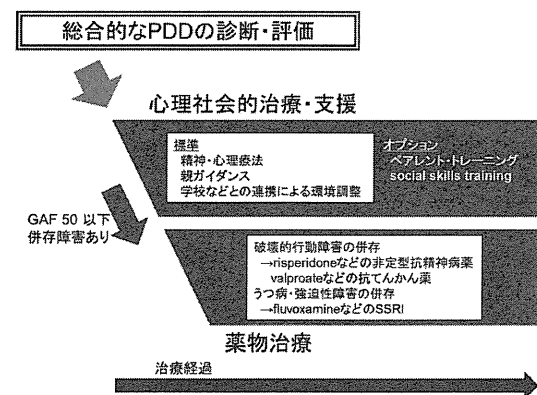 総合的なPDDの診断・評価
心理社会的治療・支援
標準
精神・心理療法
親ガイダンス
学校などとの連携による環境調整
オプション
ペアレント・トレーニング
social skills training
GAF 50 以下
併存障害あり
破壊的行動障害の併存
→risperidoneなどの非定型抗精神病薬
valproateなどの抗てんかん薬
うつ病・強迫性障害の併存
→fluvoxamineなどのSSRI
薬物治療
治療経過